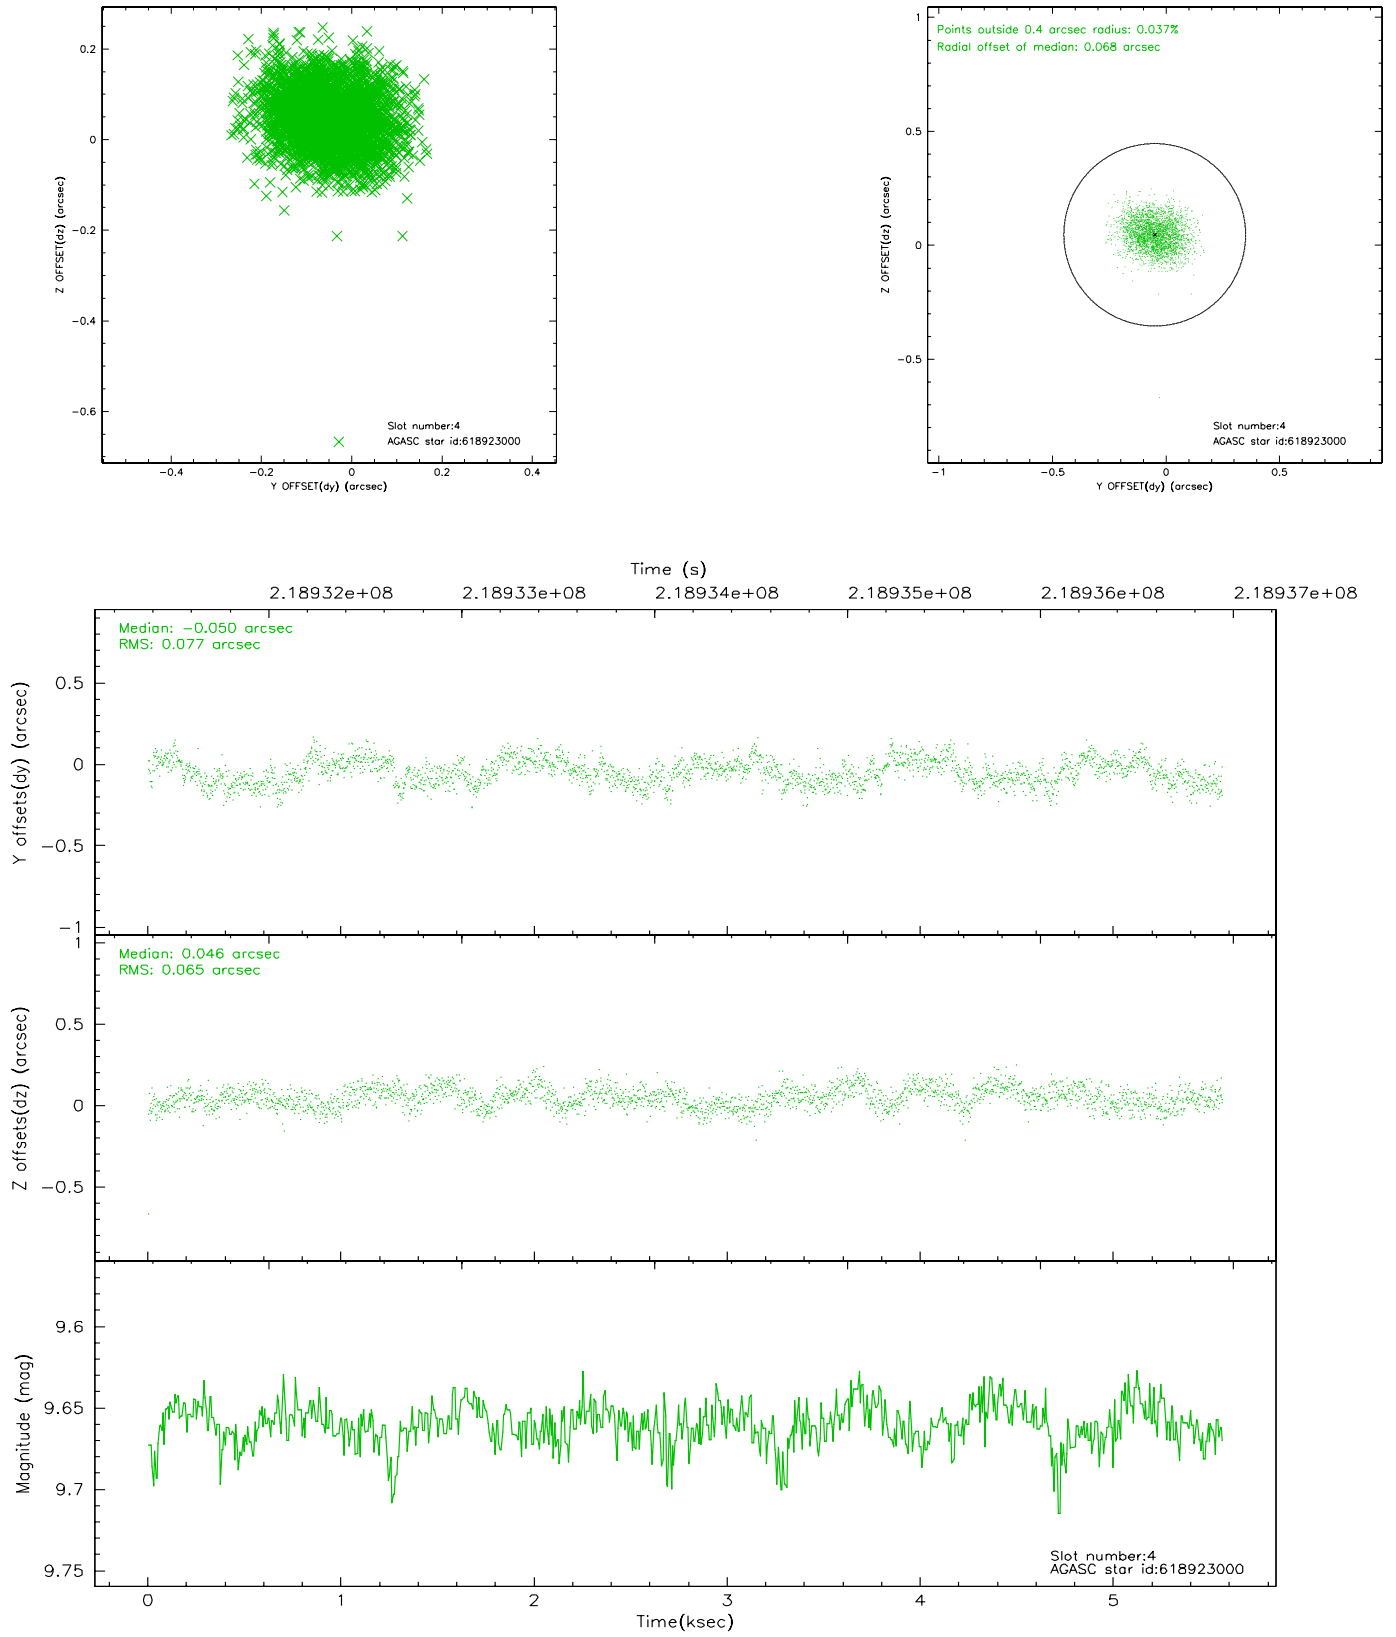 0.2
0
−0.2
−0.4
−0.6
Z OFFSET(dz) (arcsec)
Slot number:4
AGASC star id:618923000
−0.4 −0.2 0 0.2 0.4
Y OFFSET(dy) (arcsec)
Points outside 0.4 arcsec radius: 0.037%
Radial offset of median: 0.068 arcsec
1
0.5
0
−0.5
Z OFFSET(dz) (arcsec)
Slot number:4
AGASC star id:618923000
−1 −0.5 0 0.5
Y OFFSET(dy) (arcsec)
Time (s)
2.18932e+08 2.18933e+08 2.18934e+08 2.18935e+08 2.18936e+08 2.18937e+08
Median: −0.050 arcsec
RMS: 0.077 arcsec
0.5
0
−0.5
−1
Y offsets(dy) (arcsec)
Median: 0.046 arcsec
RMS: 0.065 arcsec
1
0.5
0
−0.5
Z offsets(dz) (arcsec)
9.6
9.65
9.7
9.75
Magnitude (mag)
Slot number:4
AGASC star id:618923000
0 1 2 3 4 5
Time(ksec)